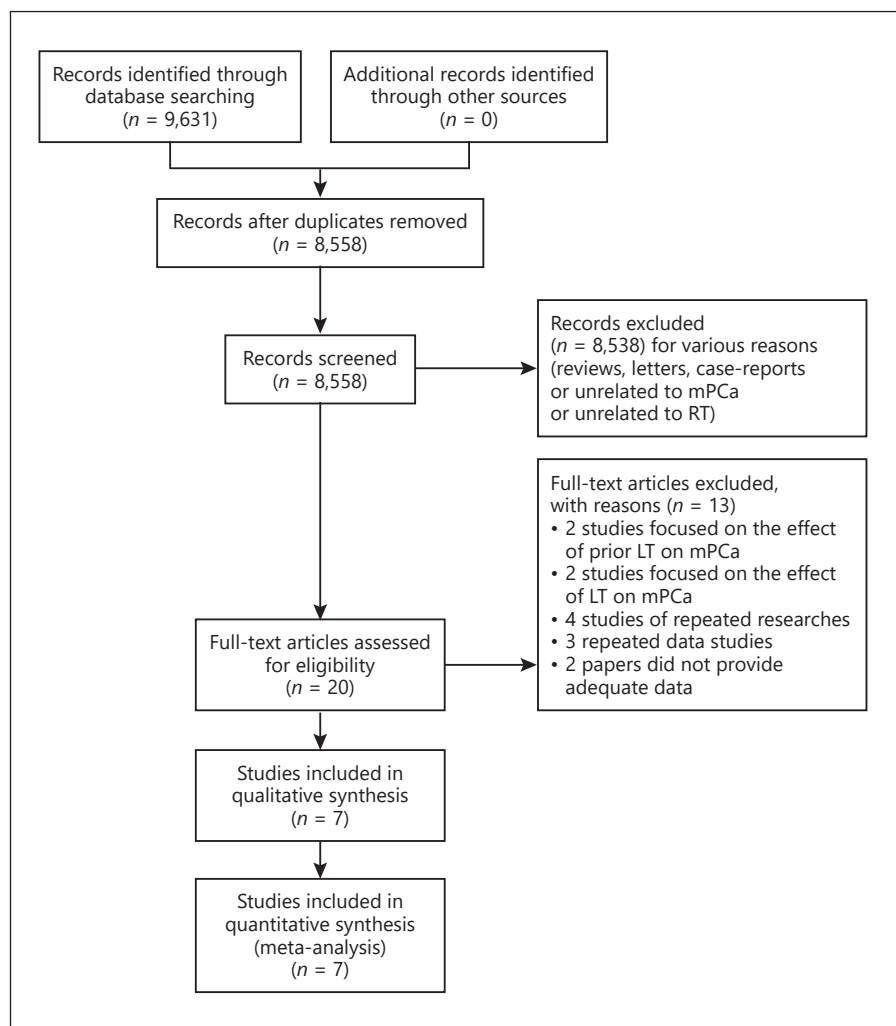 Records identified through
database searching
(n = 9,631)
Additional records identified
through other sources
(n = 0)
Records after duplicates removed
(n = 8,558)
Records screened
(n = 8,558)
Records excluded
(n = 8,538) for various reasons
(reviews, letters, case-reports
or unrelated to mPCa
or unrelated to RT)
Full-text articles excluded,
with reasons (n = 13)
• 2 studies focused on the effect
of prior LT on mPCa
• 2 studies focused on the effect
of LT on mPCa
• 4 studies of repeated researches
• 3 repeated data studies
• 2 papers did not provide
adequate data
Full-text articles assessed
for eligibility
(n = 20)
Studies included in
qualitative synthesis
(n = 7)
Studies included in
quantitative synthesis
(meta-analysis)
(n = 7)